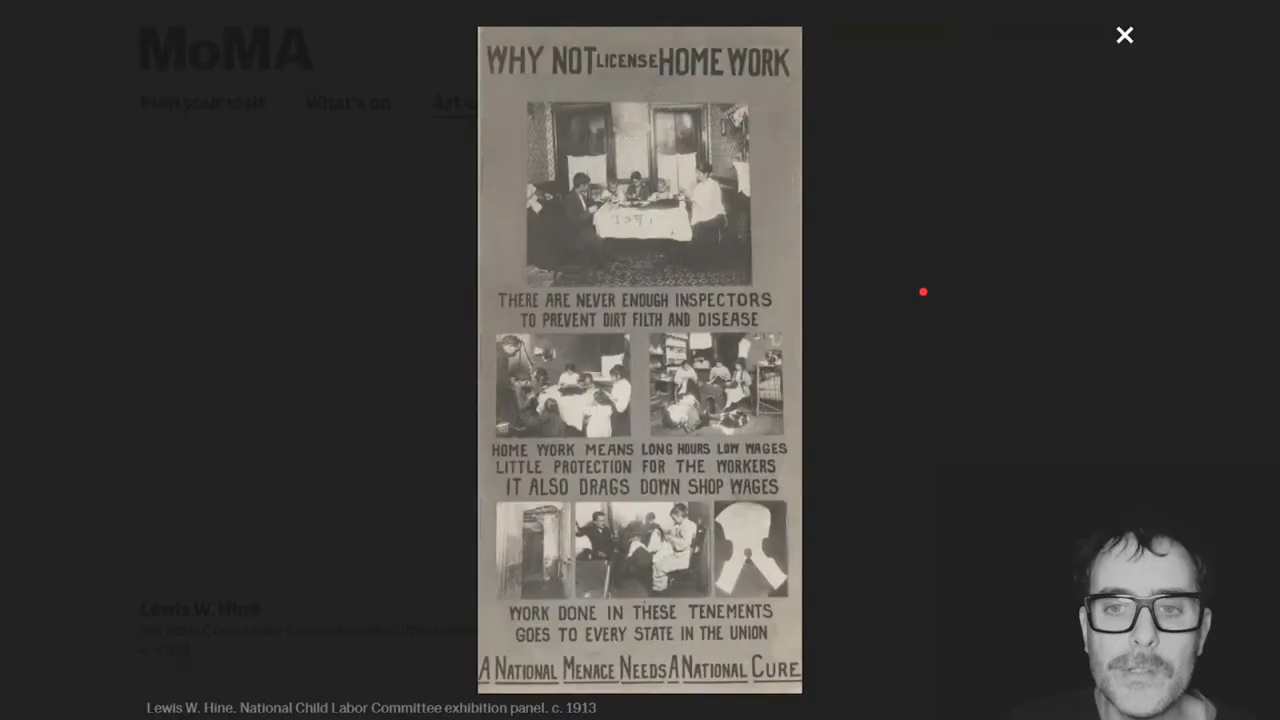 MoMA
Plan your visit
What's on
WHY NOT LICENSE HOME WORK
THERE ARE NEVER ENOUGH INSPECTORS
TO PREVENT DIRT FILTH AND DISEASE
HOME WORK MEANS LONG HOURS LOW WAGES
LITTLE PROTECTION FOR THE WORKERS
IT ALSO DRAGS DOWN SHOP WAGES
WORK DONE IN THESE TENEMENTS
GOES TO EVERY STATE IN THE UNION
A NATIONAL MENACE NEEDS A NATIONAL CURE
Lewis W. Hine
Lewis W. Hine. National Child Labor Committee exhibition panel. c. 1913